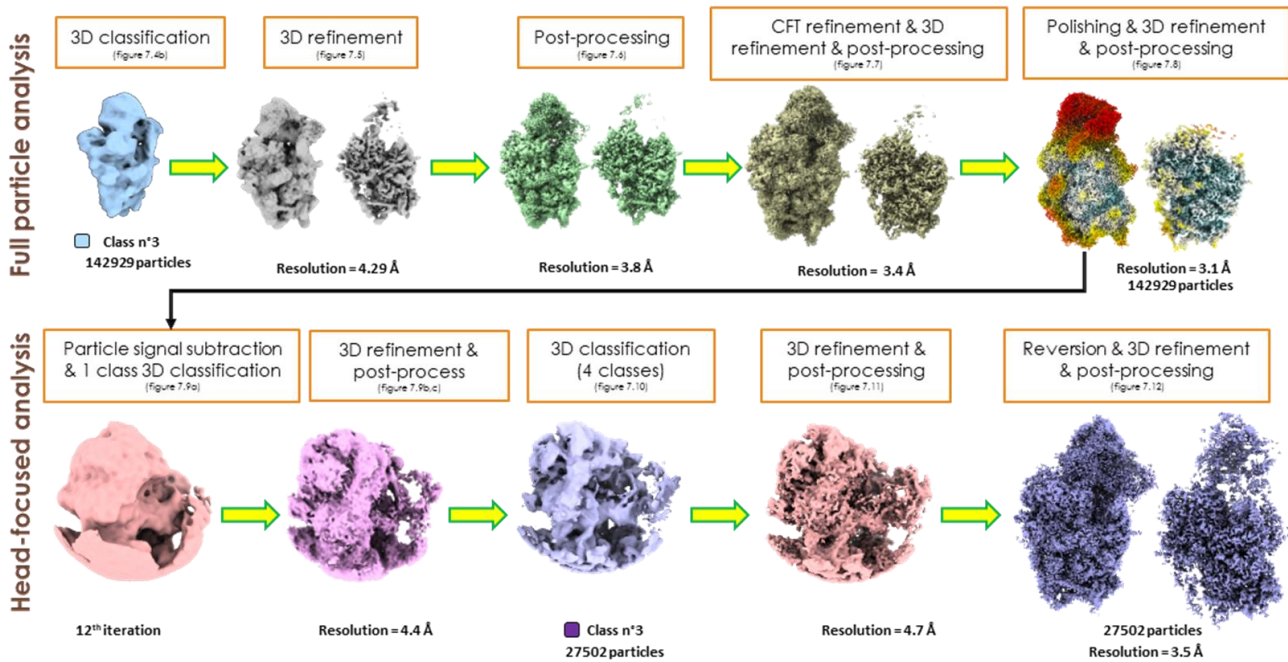 Full particle analysis
3D classification
(figure 7.4b)
3D refinement
(figure 7.5)
Post-processing
(figure 7.6)
CFT refinement & 3D
refinement & post-processing
(figure 7.7)
Polishing & 3D refinement
& post-processing
(figure 7.8)
Class n°3
142929 particles
Resolution = 4.29 Å
Resolution = 3.8 Å
Resolution = 3.4 Å
Resolution = 3.1 Å
142929 particles
Head-focused analysis
Particle signal subtraction
& 1 class 3D classification
(figure 7.9a)
3D refinement &
post-process
(figure 7.9b,c)
3D classification
(4 classes)
(figure 7.10)
3D refinement &
post-processing
(figure 7.11)
Reversion & 3D refinement
& post-processing
(figure 7.12)
12th iteration
Resolution = 4.4 Å
Class n°3
27502 particles
Resolution = 4.7 Å
27502 particles
Resolution = 3.5 Å